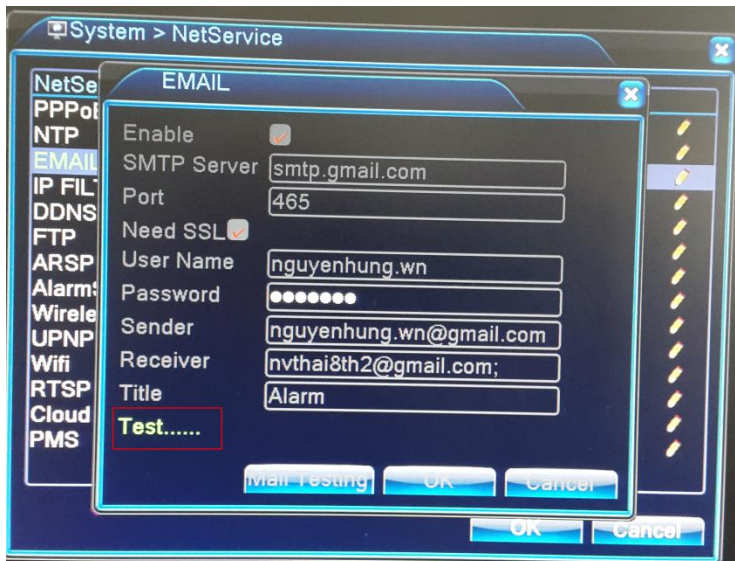 System > NetService
NetSe
PPPoE
NTP
EMAIL
IP FIL
DDNS
FTP
ARSP
Alarm
Wirele
UPNP
Wifi
RTSP
Cloud
PMS
EMAIL
Enable
SMTP Server smtp.gmail.com
Port 465
Need SSL
User Name nguyenhung.wn
Password ●●●●●●●
Sender nguyenhung.wn@gmail.com
Receiver nvthai8th2@gmail.com;
Title Alarm
Test......
Mail Testing OK Cancel
OK Cancel